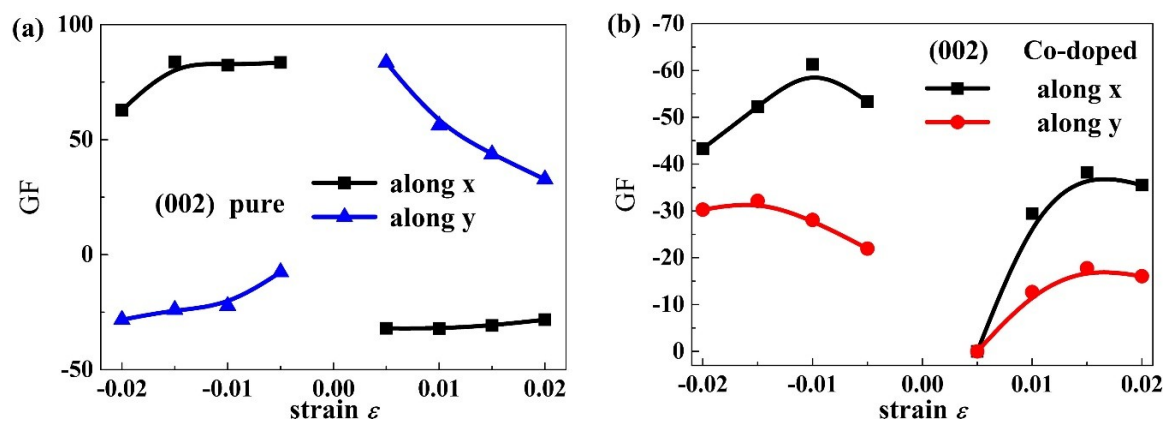 (a)
100
50
0
-50
GF
(002) pure
along x
along y
-0.02
-0.01
0.00
0.01
0.02
strain ε
(b)
-70
-60
-50
-40
-30
-20
-10
0
GF
(002) Co-doped
along x
along y
-0.02
-0.01
0.00
0.01
0.02
strain ε